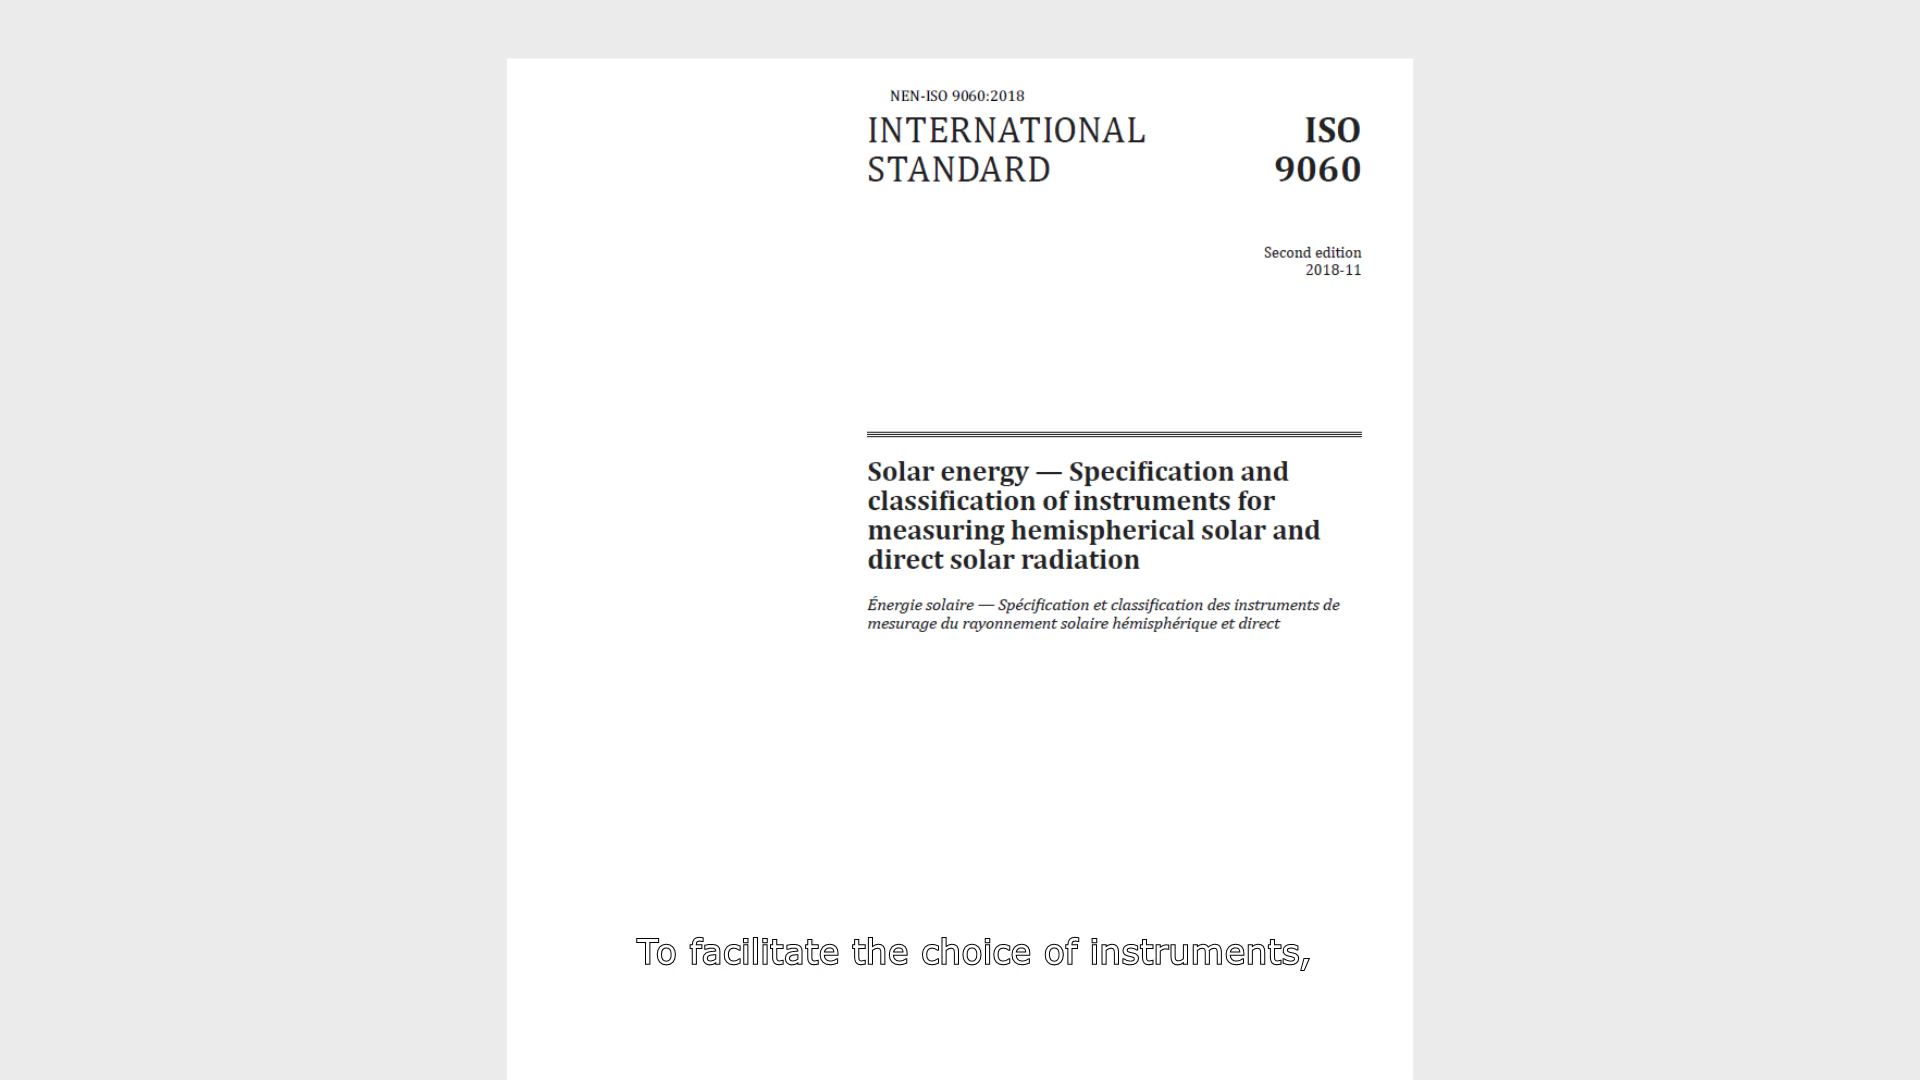 NEN-ISO 9060:2018
INTERNATIONAL
STANDARD
ISO
9060
Second edition
2018-11
Solar energy — Specification and
classification of instruments for
measuring hemispherical solar and
direct solar radiation
Énergie solaire — Spécification et classification des instruments de
mesurage du rayonnement solaire hémisphérique et direct
To facilitate the choice of instruments,